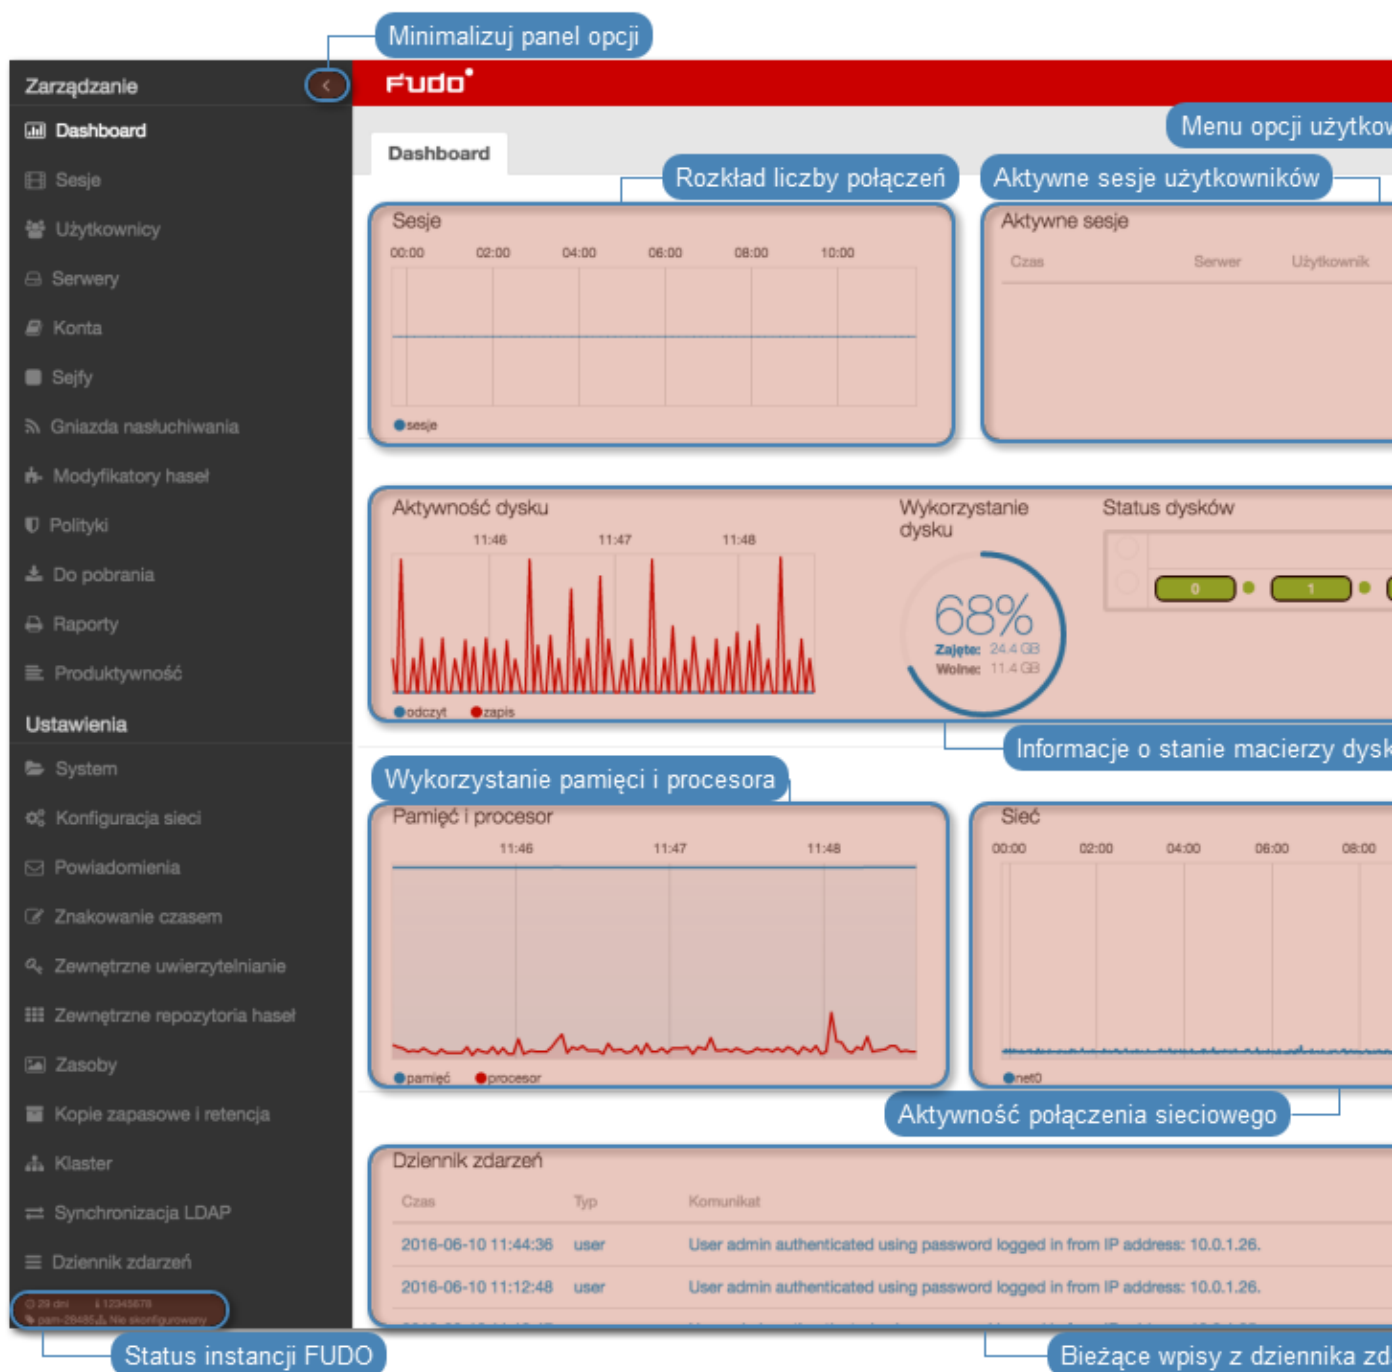 Minimalizuj panel opcji
Zarządzanie
Fudo
Dashboard
Menu opcji użytkow
Dashboard
Sesje
Użytkownicy
Serwery
Konta
Sejfy
Gniazda nasłuchiwania
Modyfikatory haseł
Polityki
Do pobrania
Raporty
Produktywność
Ustawienia
System
Konfiguracja sieci
Powiadomienia
Znakowanie czasem
Zewnętrzne uwierzytelnianie
Zewnętrzne repozytoria haseł
Zasoby
Kopie zapasowe i retencja
Klaster
Synchronizacja LDAP
Dziennik zdarzeń
29 dni 12345678
pam-28485 Nie skonfigurowany
Status instancji FUDO
Rozkład liczby połączeń
Aktywne sesje użytkowników
Sesje
00:00 02:00 04:00 06:00 08:00 10:00
sesje
Aktywne sesje
Czas Serwer Użytkownik
Aktywność dysku
11:46 11:47 11:48
odczyt zapis
Wykorzystanie
dysku
68%
Zajęte: 24.4 GB
Wolne: 11.4 GB
Status dysków
0 1
Informacje o stanie macierzy dysk
Wykorzystanie pamięci i procesora
Pamięć i procesor
11:46 11:47 11:48
pamięć procesor
Sieć
00:00 02:00 04:00 06:00 08:00
net0
Aktywność połączenia sieciowego
Dziennik zdarzeń
Czas Typ Komunikat
2016-06-10 11:44:36 user User admin authenticated using password logged in from IP address: 10.0.1.26.
2016-06-10 11:12:48 user User admin authenticated using password logged in from IP address: 10.0.1.26.
Bieżące wpisy z dziennika zd